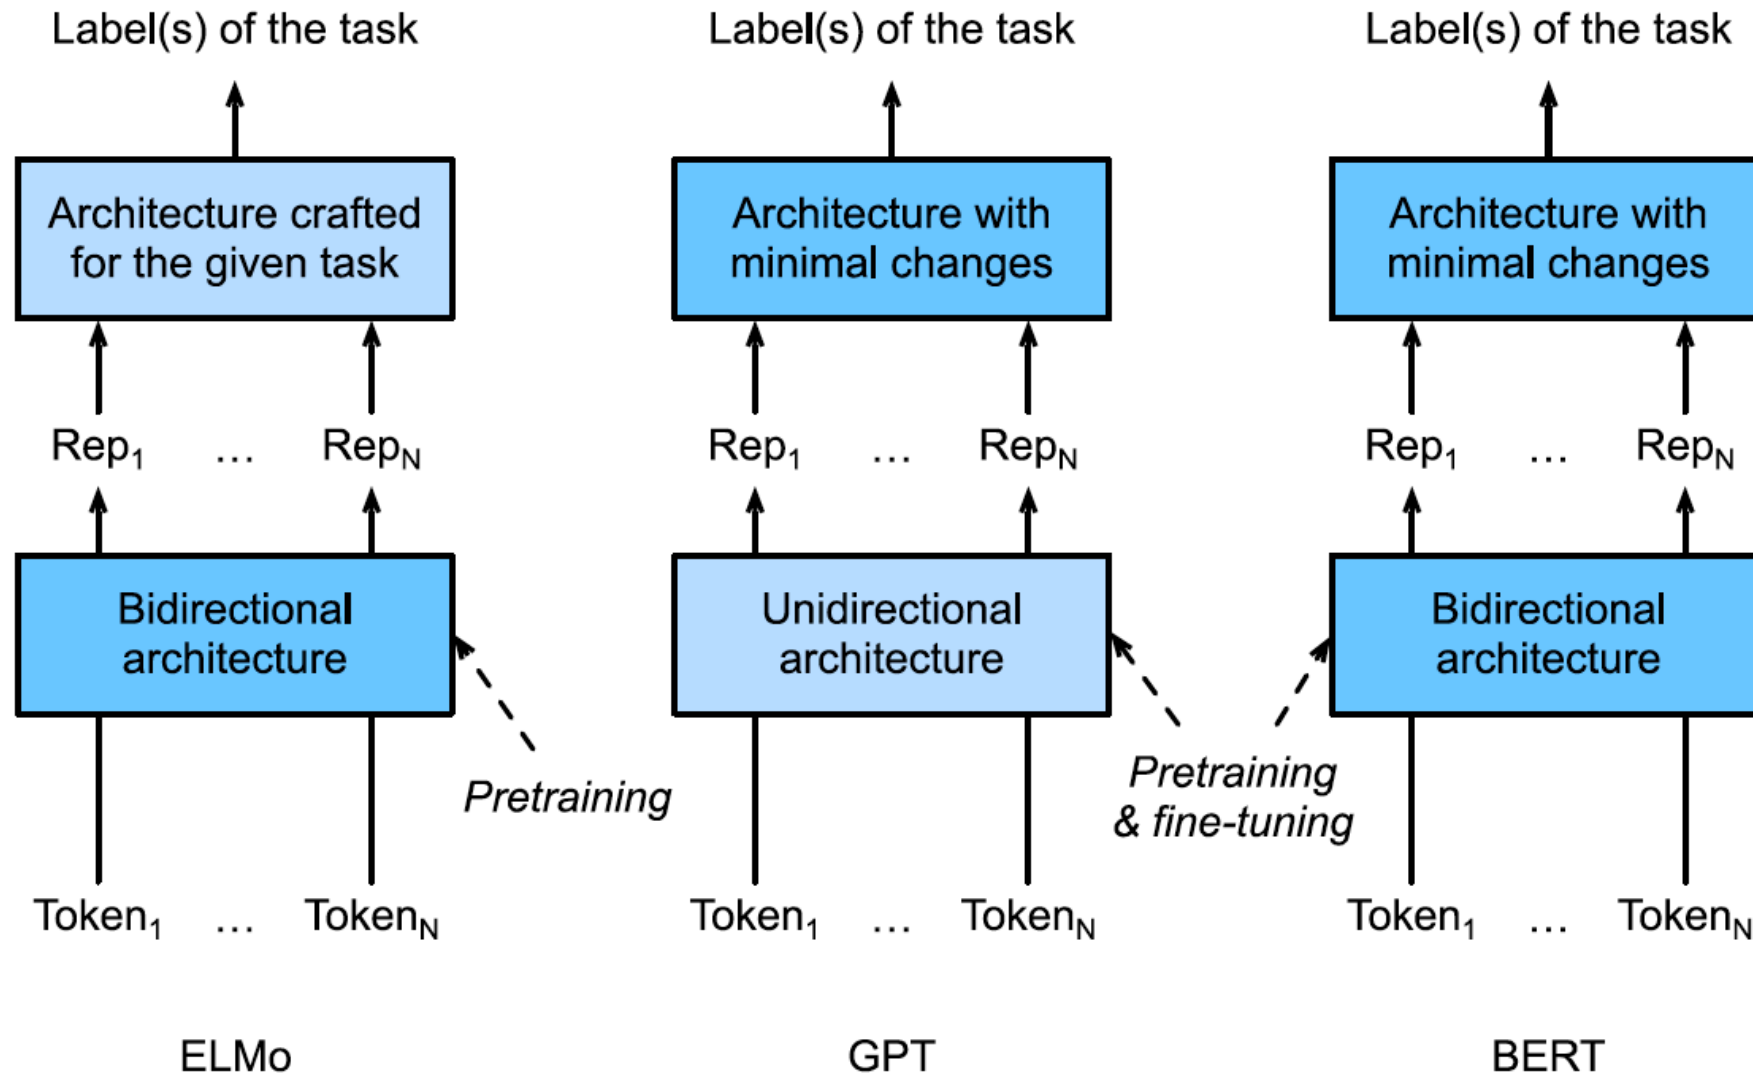 Label(s) of the task
Label(s) of the task
Label(s) of the task
Architecture crafted
for the given task
Architecture with
minimal changes
Architecture with
minimal changes
Rep₁ ... Repₙ
Rep₁ ... Repₙ
Rep₁ ... Repₙ
Bidirectional
architecture
Unidirectional
architecture
Bidirectional
architecture
Pretraining
Pretraining
& fine-tuning
Token₁ ... Tokenₙ
Token₁ ... Tokenₙ
Token₁ ... Tokenₙ
ELMo
GPT
BERT